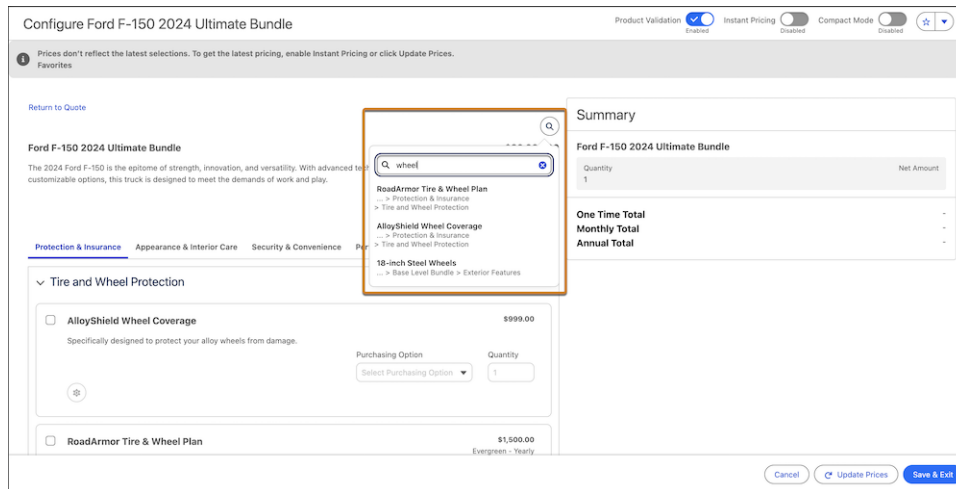 Configure Ford F-150 2024 Ultimate Bundle
Product Validation
Enabled
Instant Pricing
Disabled
Compact Mode
Disabled
Prices don't reflect the latest selections. To get the latest pricing, enable Instant Pricing or click Update Prices.
Favorites
Return to Quote
Ford F-150 2024 Ultimate Bundle
The 2024 Ford F-150 is the epitome of strength, innovation, and versatility. With advanced
customizable options, this truck is designed to meet the demands of work and play.
wheel
RoadArmor Tire & Wheel Plan
... > Protection & Insurance
> Tire and Wheel Protection
AlloyShield Wheel Coverage
... > Protection & Insurance
> Tire and Wheel Protection
18-inch Steel Wheels
... > Base Level Bundle > Exterior Features
Protection & Insurance Appearance & Interior Care Security & Convenience
Tire and Wheel Protection
AlloyShield Wheel Coverage
$999.00
Specifically designed to protect your alloy wheels from damage.
Purchasing Option Quantity
Select Purchasing Option 1
RoadArmor Tire & Wheel Plan
$1,500.00
Evergreen - Yearly
Summary
Ford F-150 2024 Ultimate Bundle
Quantity Net Amount
1
One Time Total -
Monthly Total -
Annual Total -
Cancel Update Prices Save & Exit